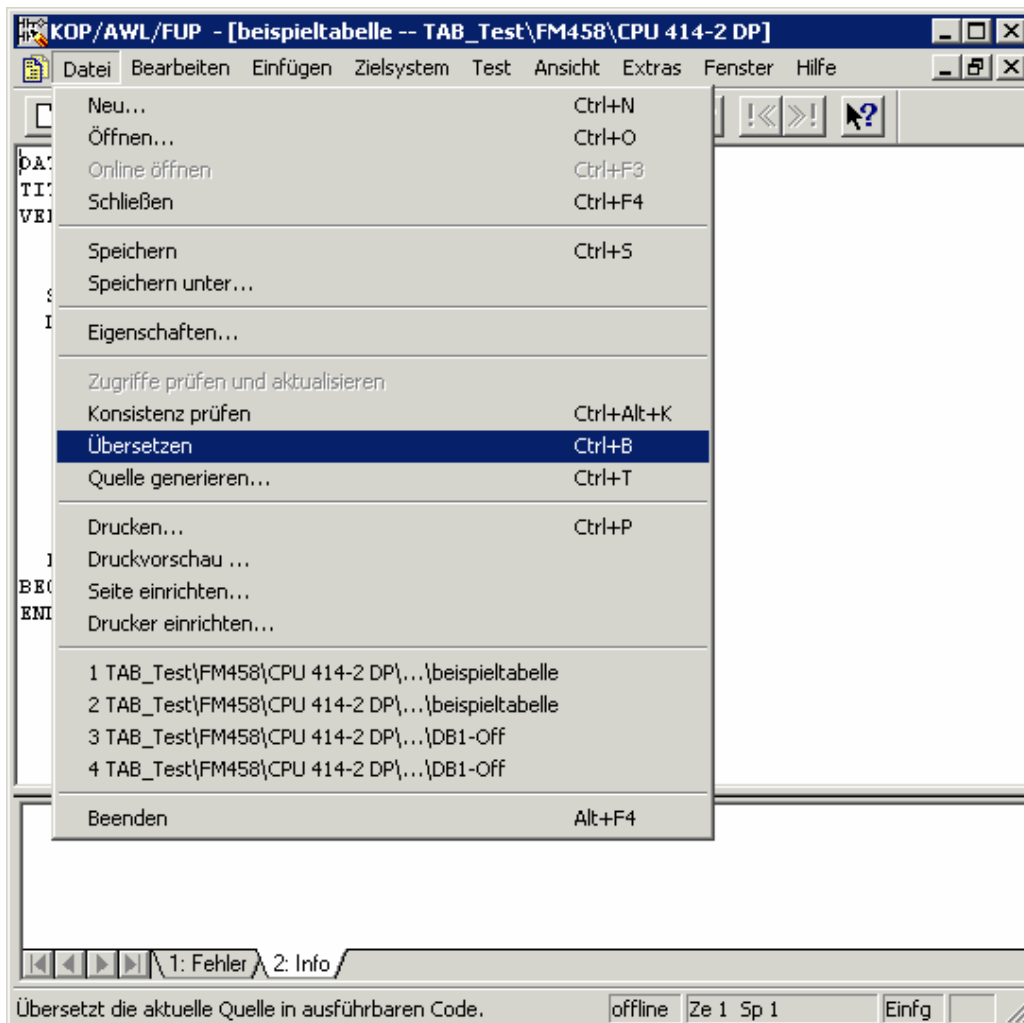 KOP/AWL/FUP - [beispieltabelle -- TAB_Test\FM458\CPU 414-2 DP]
Datei Bearbeiten Einfügen Zielsystem Test Ansicht Extras Fenster Hilfe
Neu... Ctrl+N
Öffnen... Ctrl+O
Online öffnen Ctrl+F3
Schließen Ctrl+F4
Speichern Ctrl+S
Speichern unter...
Eigenschaften...
Zugriffe prüfen und aktualisieren
Konsistenz prüfen Ctrl+Alt+K
Übersetzen Ctrl+B
Quelle generieren... Ctrl+T
Drucken... Ctrl+P
Druckvorschau ...
Seite einrichten...
Drucker einrichten...
1 TAB_Test\FM458\CPU 414-2 DP\...\beispieltabelle
2 TAB_Test\FM458\CPU 414-2 DP\...\beispieltabelle
3 TAB_Test\FM458\CPU 414-2 DP\...\DB1-Off
4 TAB_Test\FM458\CPU 414-2 DP\...\DB1-Off
Beenden Alt+F4
1: Fehler 2: Info
Übersetzt die aktuelle Quelle in ausführbaren Code. offline Ze 1 Sp 1 Einfg